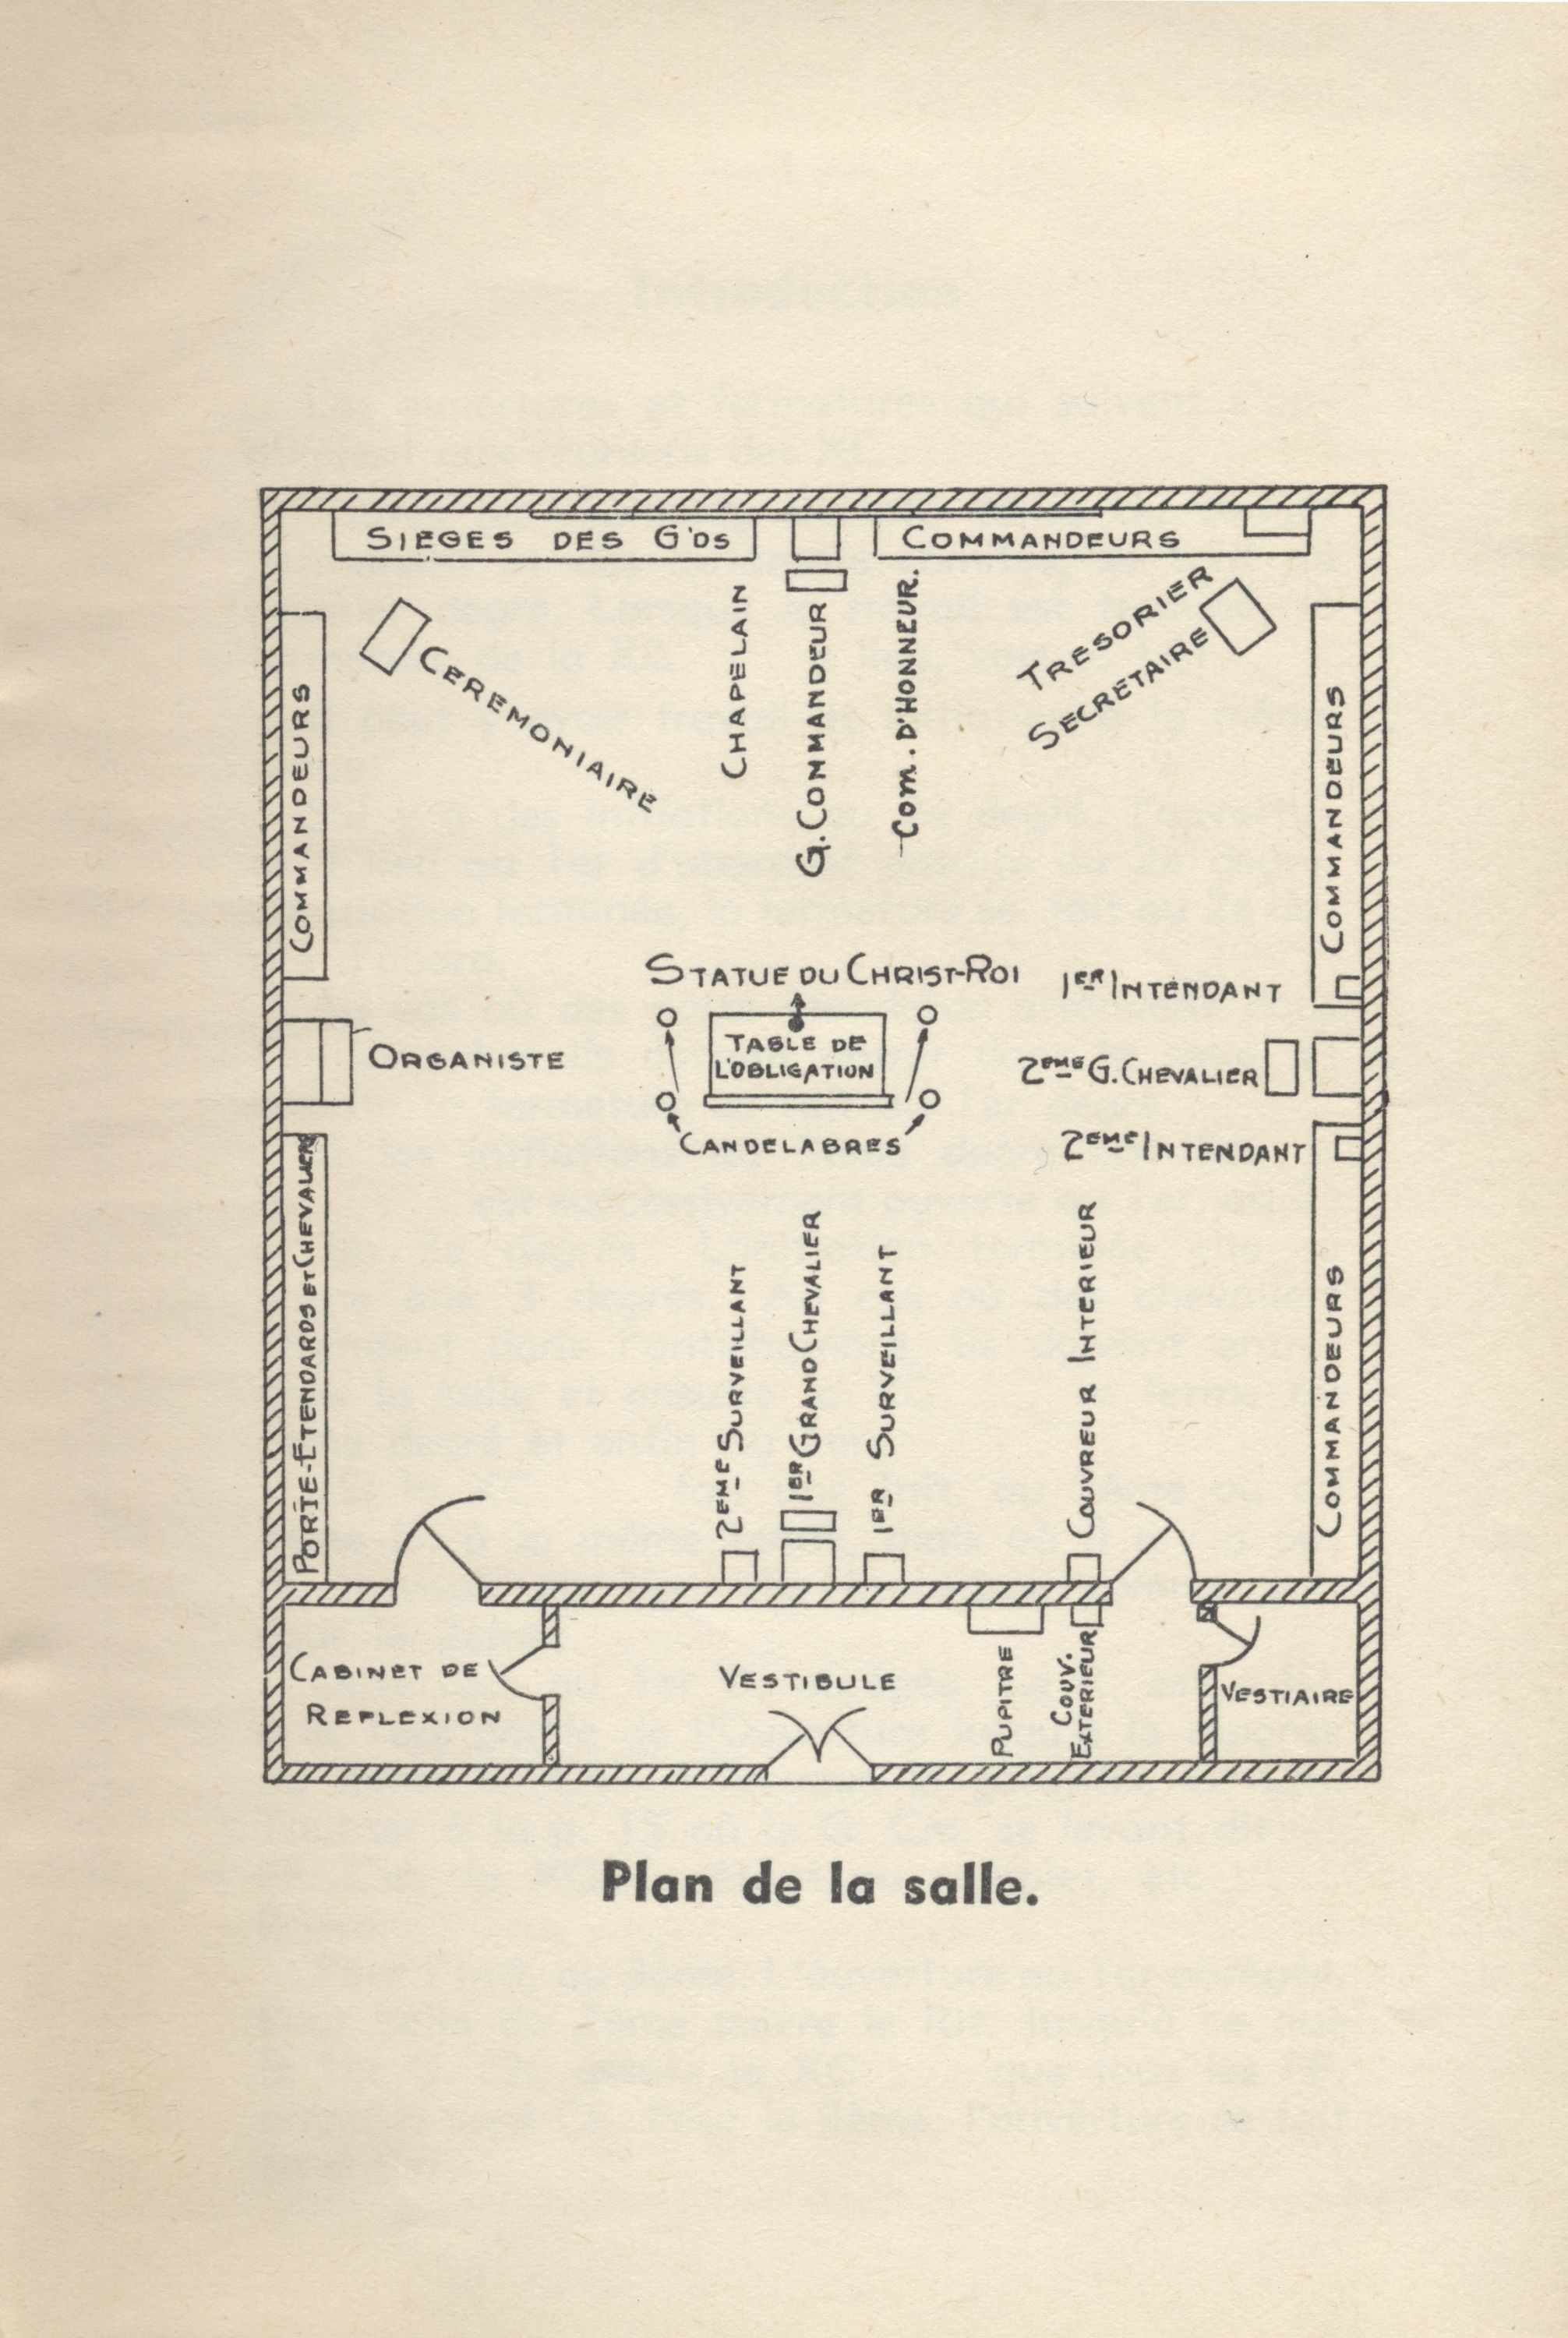 SIEGES DES G'DS
COMMANDEURS
CHAPELAIN
G. COMMANDEUR
COM. D'HONNEUR.
TRESORIER
SECRETAIRE
CEREMONIAIRE
COMMANDEURS
COMMANDEURS
STATUE DU CHRIST-ROI
1ER INTENDANT
TABLE DE
L'OBLIGATION
ORGANISTE
2EME G. CHEVALIER
CANDELABRES
2EME INTENDANT
PORTE-ETENDARDS ET CHEVALIERS
2EME SURVEILLANT
1ER GRAND CHEVALIER
1ER SURVEILLANT
COUVREUR INTERIEUR
COMMANDEURS
CABINET DE
REFLEXION
VESTIBULE
PUPITRE
COUV.
EXTERIEUR
VESTIAIRE
Plan de la salle.